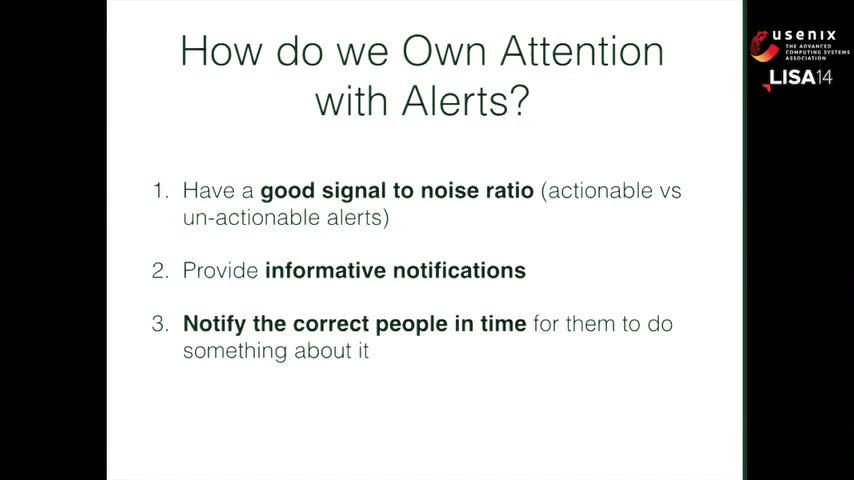 How do we Own Attention
with Alerts?
1. Have a good signal to noise ratio (actionable vs
un-actionable alerts)
2. Provide informative notifications
3. Notify the correct people in time for them to do
something about it
usenix
THE ADVANCED
COMPUTING SYSTEMS
ASSOCIATION
LISA14